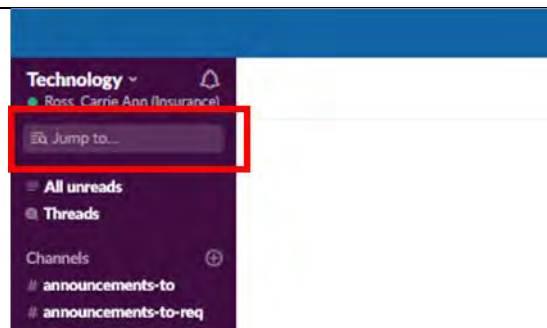 Technology
Ross, Carrie Ann (Insurance)
Jump to...
All unreads
Threads
Channels
# announcements-to
# announcements-to-req